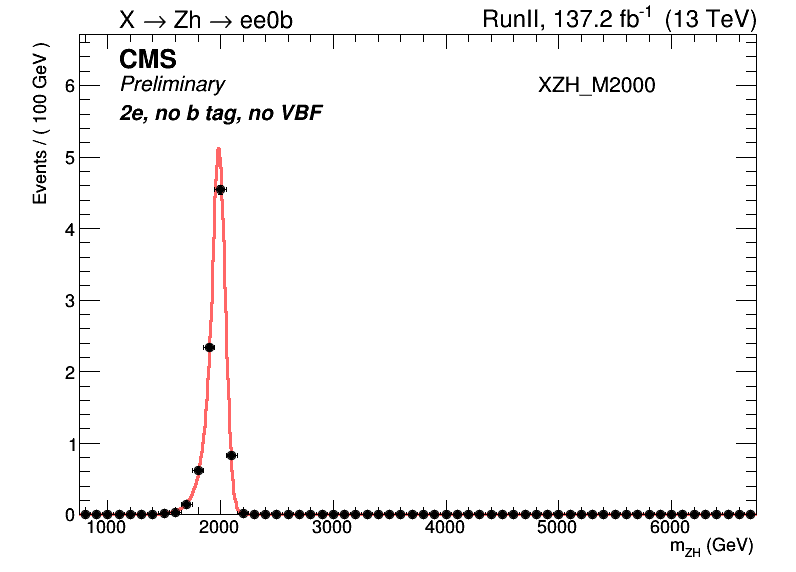 X → Zh → ee0b
RunII, 137.2 fb⁻¹ (13 TeV)
CMS
Preliminary
XZH_M2000
2e, no b tag, no VBF
Events / ( 100 GeV )
6
5
4
3
2
1
0
1000 2000 3000 4000 5000 6000
m_ZH (GeV)